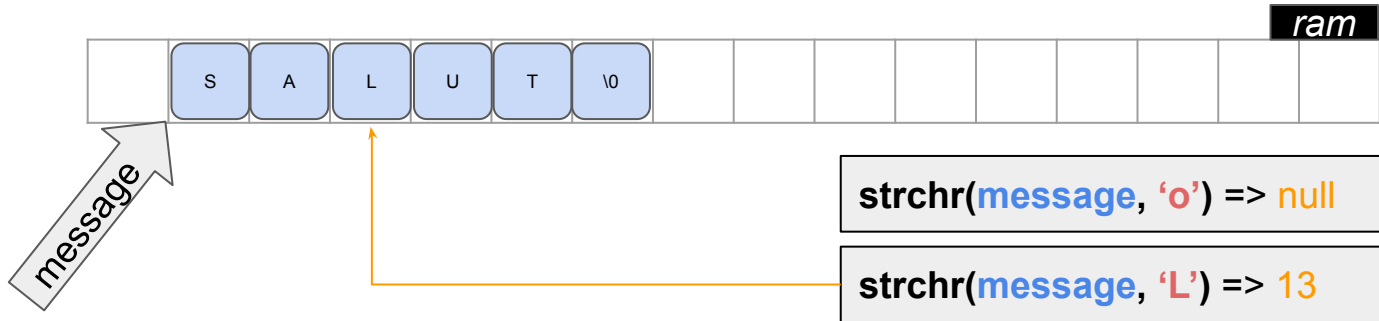 ram
S A L U T \0
message
strchr(message, ‘o’) => null
strchr(message, ‘L’) => 13